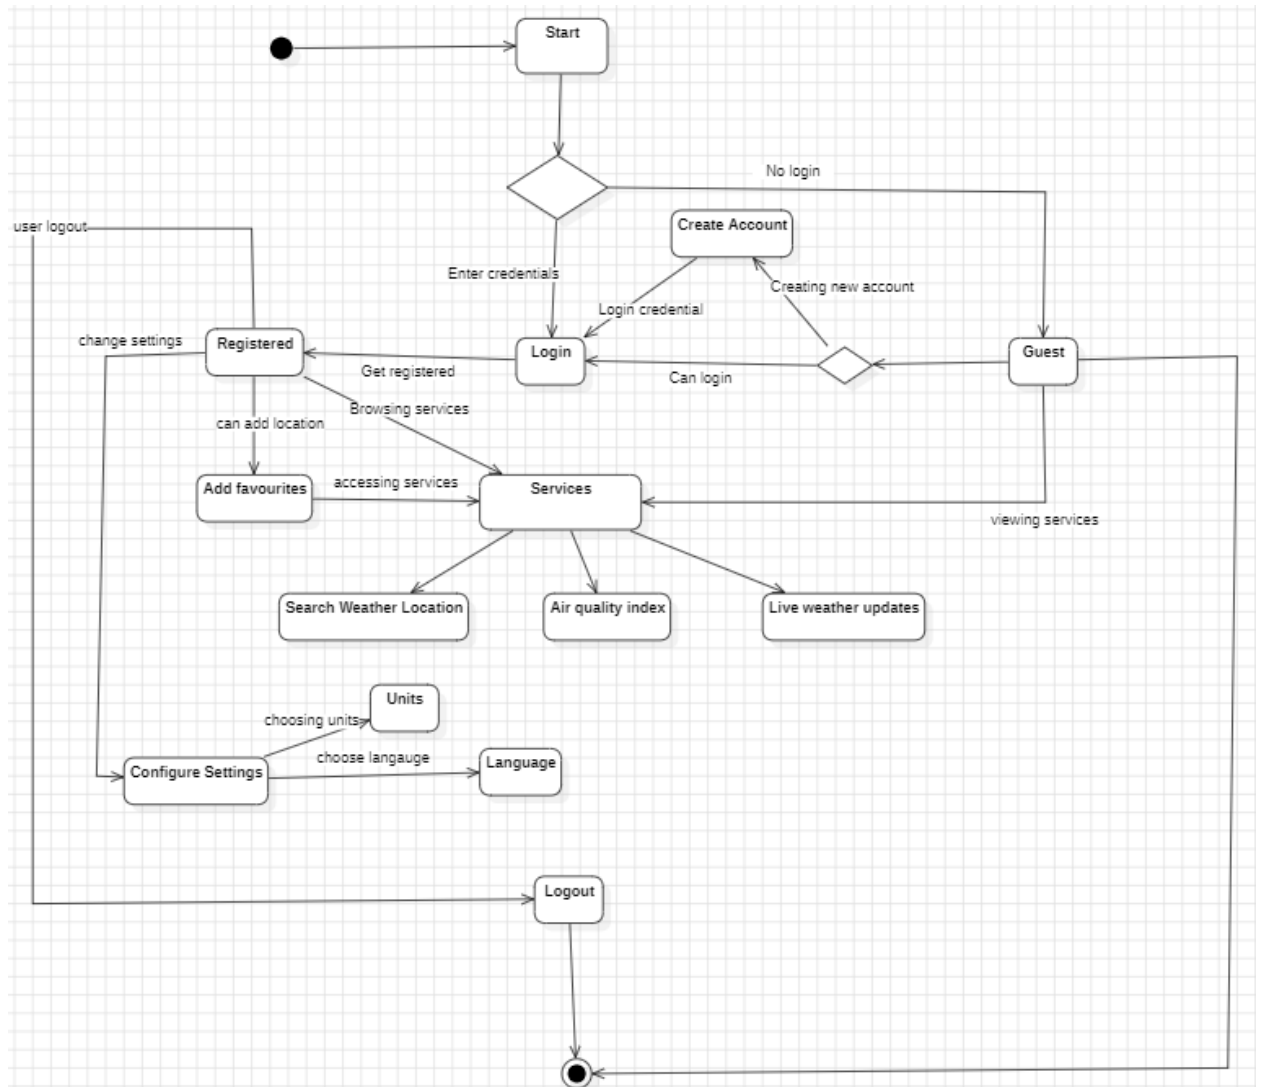 Start
No login
Create Account
user logout
Enter credentials
Creating new account
Login credential
change settings
Registered
Login
Guest
Get registered
Can login
Browsing services
can add location
Add favourites
accessing services
Services
viewing services
Search Weather Location
Air quality index
Live weather updates
Units
choosing units
choose langauge
Language
Configure Settings
Logout